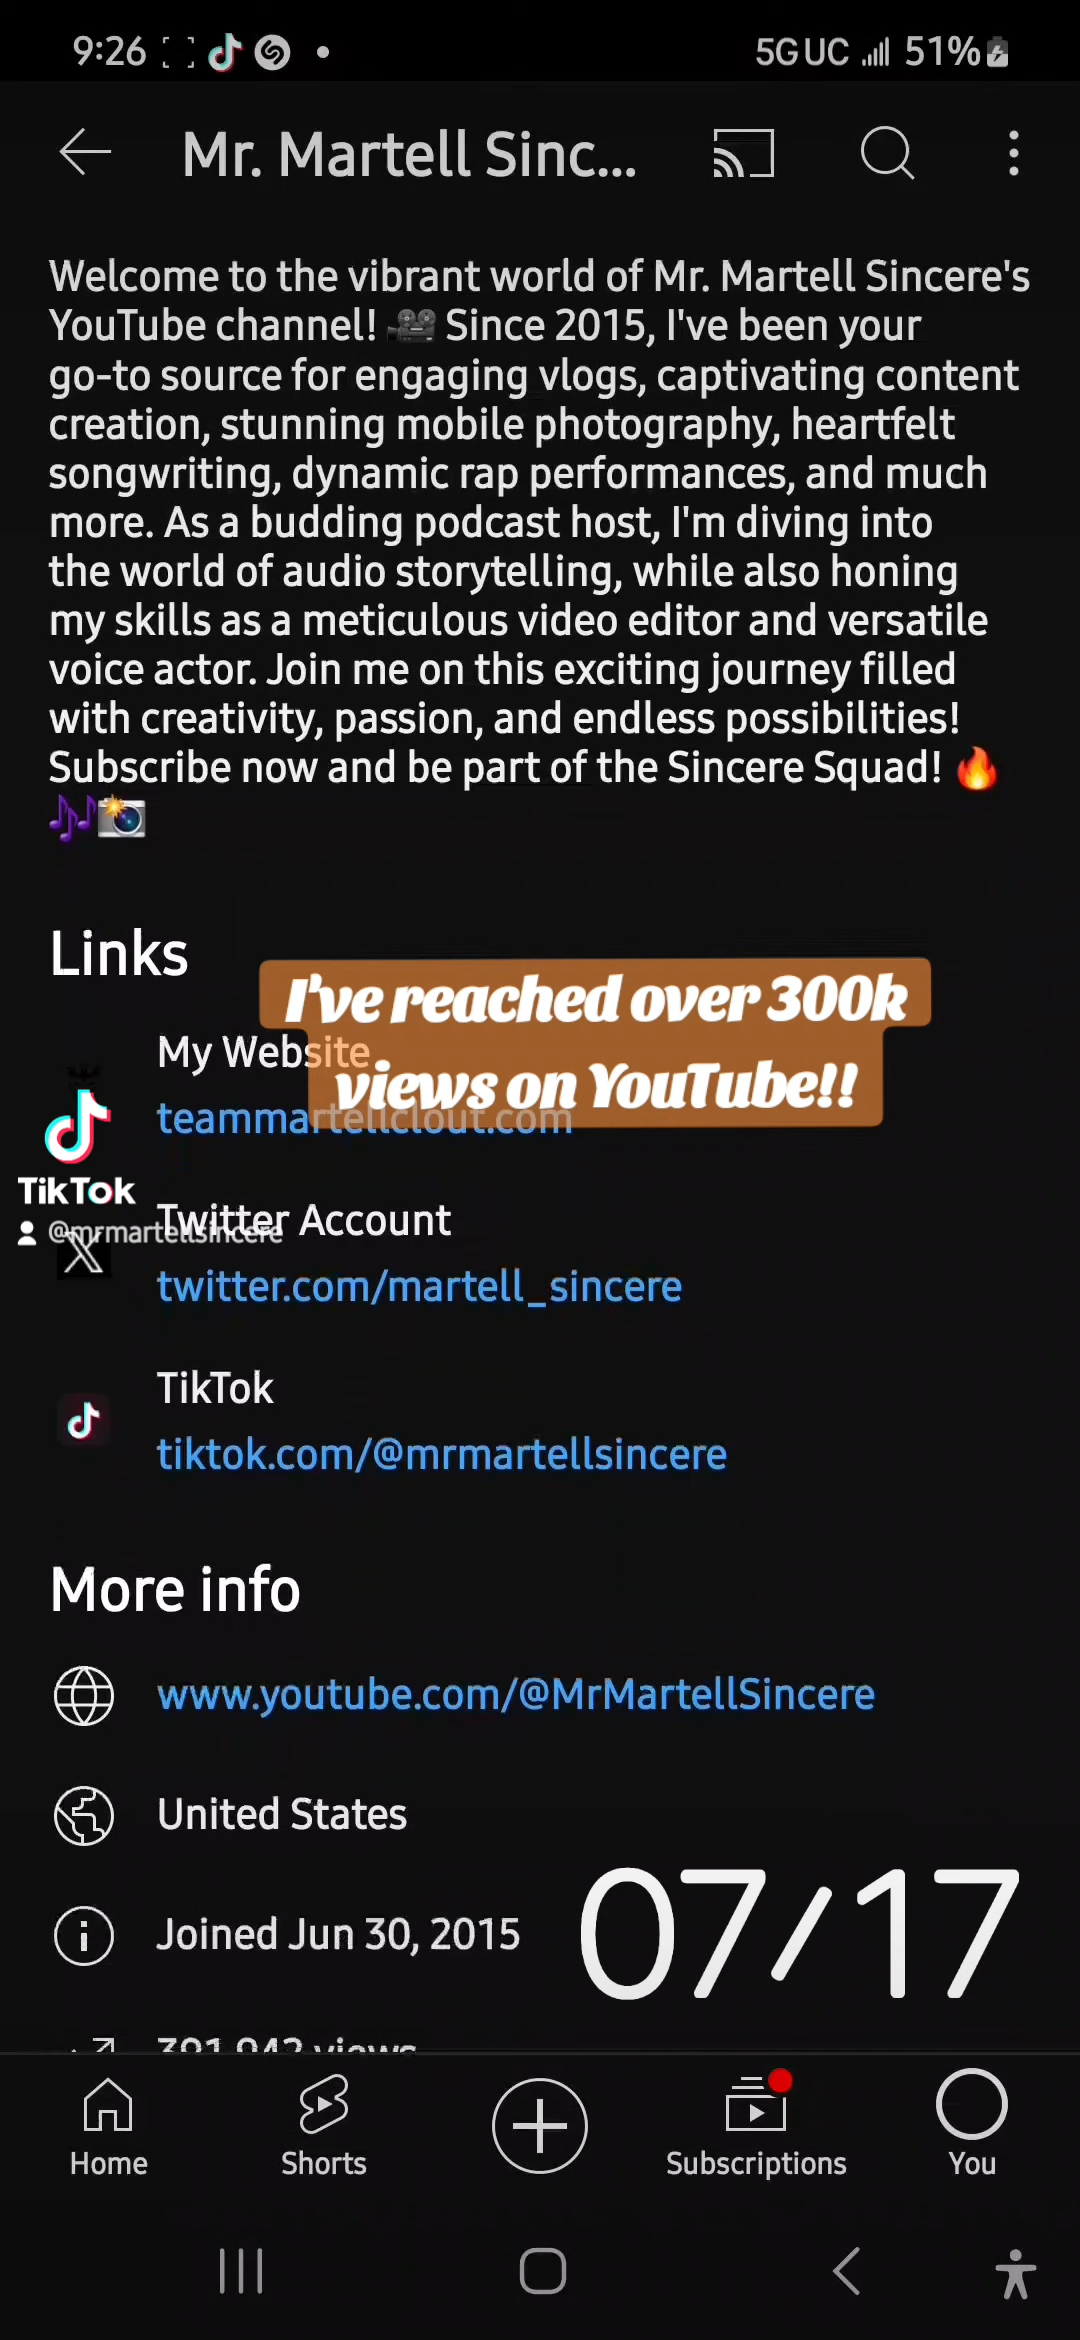 9:26
5G UC
51%
Mr. Martell Sinc...
Welcome to the vibrant world of Mr. Martell Sincere's
YouTube channel! 🎥 Since 2015, I've been your
go-to source for engaging vlogs, captivating content
creation, stunning mobile photography, heartfelt
songwriting, dynamic rap performances, and much
more. As a budding podcast host, I'm diving into
the world of audio storytelling, while also honing
my skills as a meticulous video editor and versatile
voice actor. Join me on this exciting journey filled
with creativity, passion, and endless possibilities!
Subscribe now and be part of the Sincere Squad! 🔥
🎶📸
Links
I've reached over 300k
views on YouTube!!
My Website
teammartellclout.com
TikTok
@mrmartellsincere
Twitter Account
twitter.com/martell_sincere
TikTok
tiktok.com/@mrmartellsincere
More info
www.youtube.com/@MrMartellSincere
United States
Joined Jun 30, 2015
07/17
views
Home
Shorts
Subscriptions
You